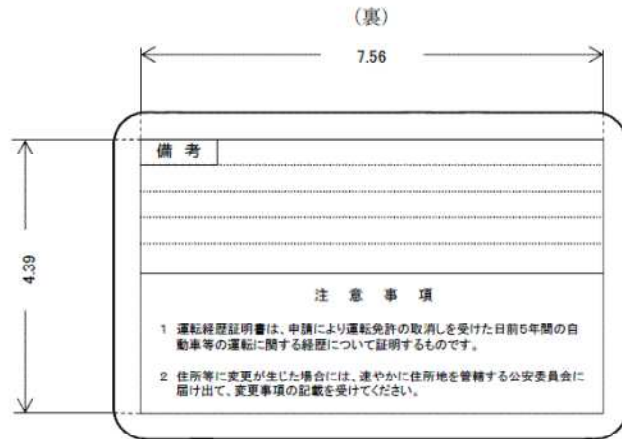 （裏）
7.56
4.39
備考
注意事項
1 運転経歴証明書は、申請により運転免許の取消しを受けた日前5年間の自
動車等の運転に関する経歴について証明するものです。
2 住所等に変更が生じた場合には、速やかに住所地を管轄する公安委員会に
届け出て、変更事項の記載を受けてください。